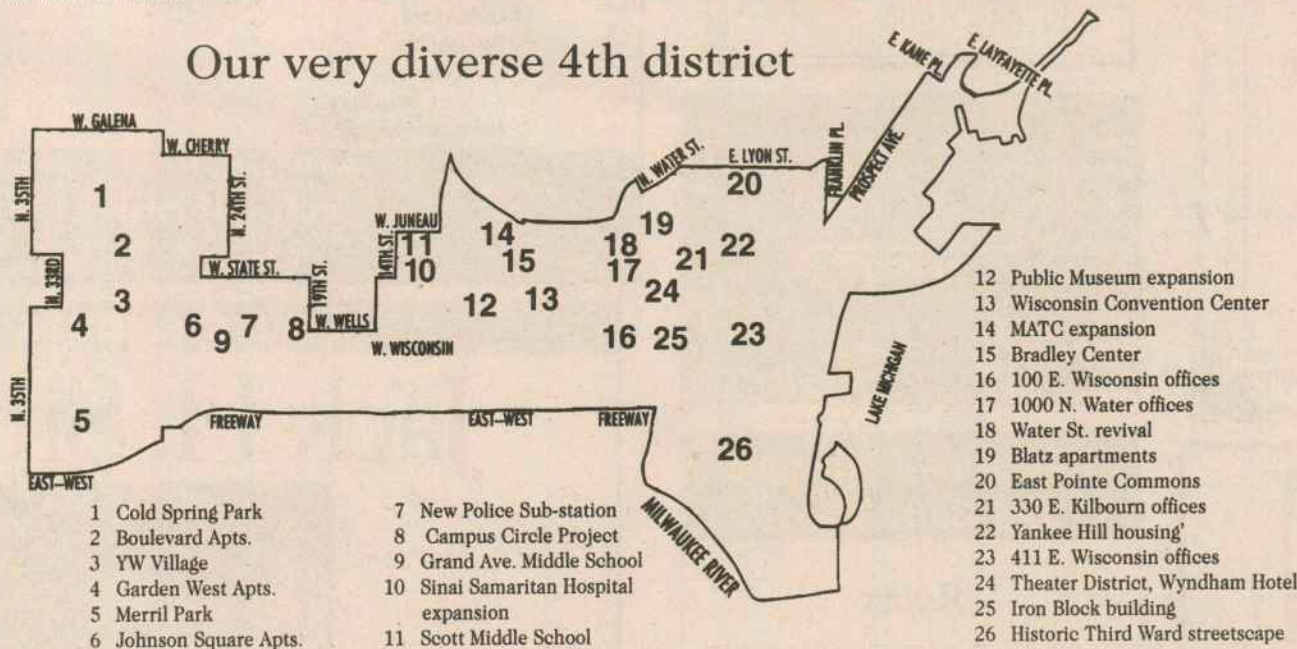 Our very diverse 4th district
W. GALENA
W. CHERRY
N. 35TH
N. 24TH ST.
N. 33RD
W. STATE ST.
19TH ST.
W. WELLS
14TH ST.
W. JUNEAU
W. WISCONSIN
N. WATER ST.
E. LYON ST.
FRANKLIN PL.
PROSPECT AVE.
E. KANE PL.
E. LAYFAYETTE PL.
N. 35TH
EAST–WEST
FREEWAY
EAST–WEST
FREEWAY
MILWAUKEE RIVER
LAKE MICHIGAN
1
2
3
4
5
6
9
7
8
11
10
12
14
15
13
18
17
16
19
24
25
21
20
22
23
26
1 Cold Spring Park
2 Boulevard Apts.
3 YW Village
4 Garden West Apts.
5 Merril Park
6 Johnson Square Apts.
7 New Police Sub-station
8 Campus Circle Project
9 Grand Ave. Middle School
10 Sinai Samaritan Hospital
expansion
11 Scott Middle School
12 Public Museum expansion
13 Wisconsin Convention Center
14 MATC expansion
15 Bradley Center
16 100 E. Wisconsin offices
17 1000 N. Water offices
18 Water St. revival
19 Blatz apartments
20 East Pointe Commons
21 330 E. Kilbourn offices
22 Yankee Hill housing'
23 411 E. Wisconsin offices
24 Theater District, Wyndham Hotel
25 Iron Block building
26 Historic Third Ward streetscape